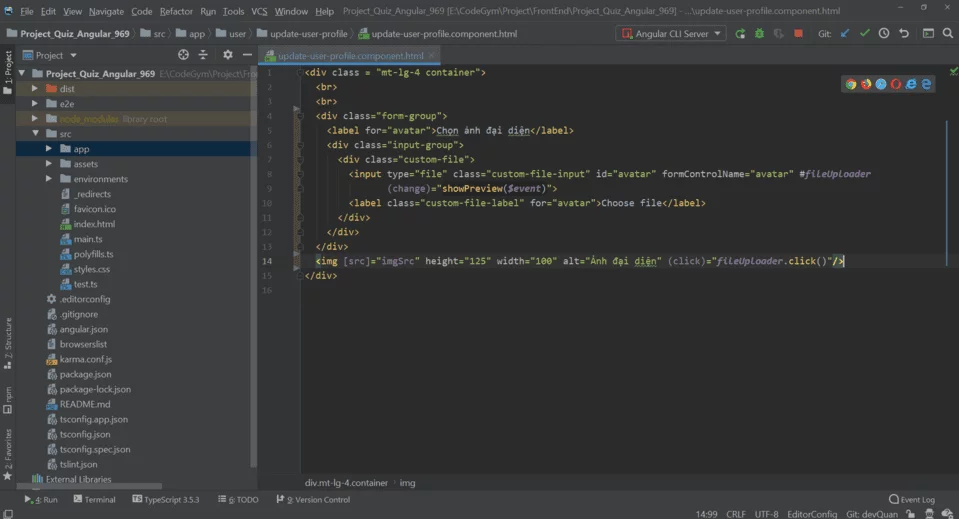 File Edit View Navigate Code Refactor Run Tools VCS Window Help Project_Quiz_Angular_969 [E:\CodeGym\Project\FrontEnd\Project_Quiz_Angular_969] - ...\update-user-profile.component.html
Project_Quiz_Angular_969 src app user update-user-profile update-user-profile.component.html Angular CLI Server Git:
1: Project
Project
update-user-profile.component.html
Project_Quiz_Angular_969 E:\CodeGym\Project\Fron
dist
e2e
node_modules library root
src
app
assets
environments
_redirects
favicon.ico
index.html
main.ts
polyfills.ts
styles.css
test.ts
.editorconfig
.gitignore
angular.json
browserslist
karma.conf.js
package.json
package-lock.json
README.md
tsconfig.app.json
tsconfig.json
tsconfig.spec.json
tslint.json
External Libraries
2: Structure
npm
2: Favorites
1 <div class = "mt-lg-4 container">
2 <br>
3 <br>
4 <div class="form-group">
5 <label for="avatar">Chọn ảnh đại diện</label>
6 <div class="input-group">
7 <div class="custom-file">
8 <input type="file" class="custom-file-input" id="avatar" formControlName="avatar" #fileUploader
9 (change)="showPreview($event)">
10 <label class="custom-file-label" for="avatar">Choose file</label>
11 </div>
12 </div>
13 </div>
14 <img [src]="imgSrc" height="125" width="100" alt="Ảnh đại diện" (click)="fileUploader.click()"/>
15 </div>
16
div.mt-lg-4.container img
4: Run Terminal TypeScript 3.5.3 6: TODO 9: Version Control Event Log
14:99 CRLF UTF-8 EditorConfig Git: devQuan